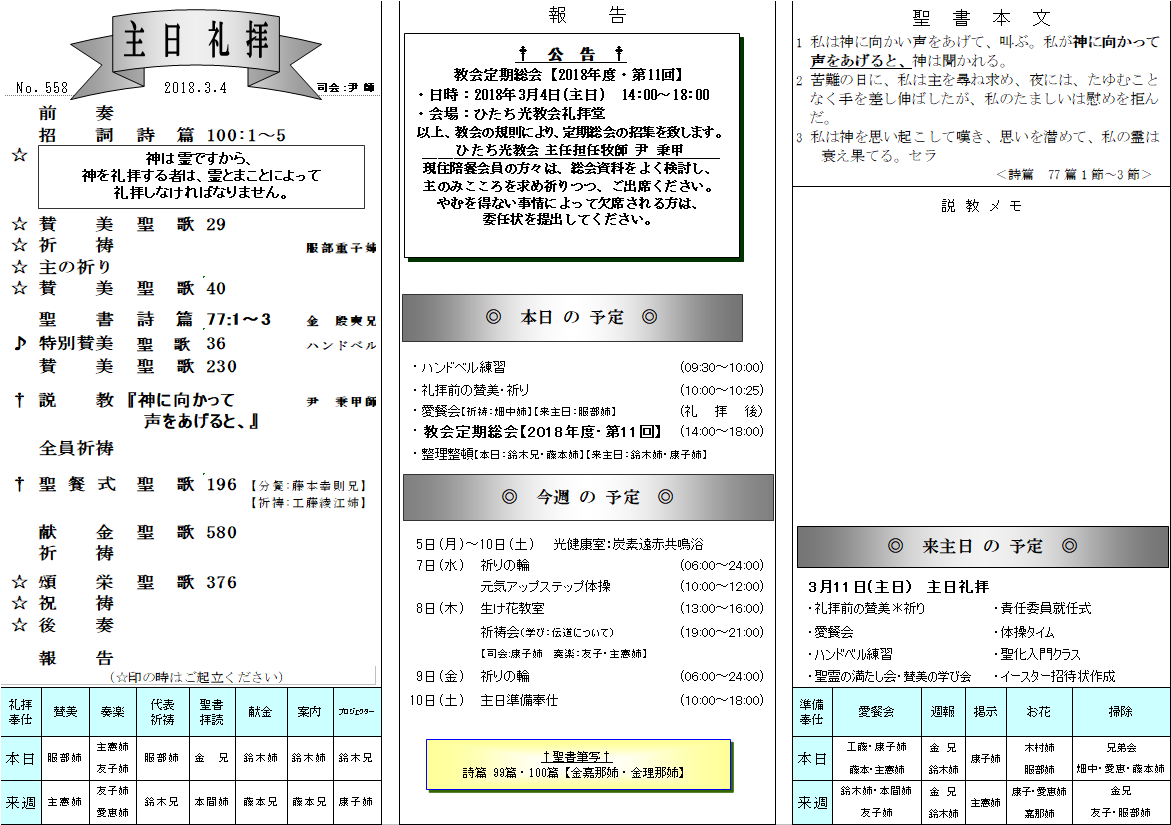 主日礼拝
No. 558
2018.3.4
司会:尹 師
前 奏
招 詞 詩 篇 100:1～5
☆
神は霊ですから、
神を礼拝する者は、霊とまことによって
礼拝しなければなりません。
☆ 賛 美 聖 歌 29
☆ 祈 祷 服部重子姉
☆ 主の祈り
☆ 賛 美 聖 歌 40
聖 書 詩 篇 77:1～3 金 殷奭兄
♪ 特別賛美 聖 歌 36 ハンドベル
賛 美 聖 歌 230
† 説 教 『神に向かって 尹 秉甲師
声をあげると、』
全員祈祷
† 聖 餐 式 聖 歌 196 【分餐:藤本幸則兄】
【祈祷:工藤綾江姉】
献 金 聖 歌 580
祈 祷
☆ 頌 栄 聖 歌 376
☆ 祝 祷
☆ 後 奏
報 告
(☆印の時はご起立ください)
礼拝奉仕 賛美 奏楽 代表祈祷 聖書拝読 献金 案内 プロジェクター
本日 服部姉 主憲姉 友子姉 服部姉 金 兄 鈴木姉 鈴木姉 鈴木兄
来週 主憲姉 友子姉 愛恵姉 鈴木兄 本間姉 藤本兄 藤本兄 康子姉
報 告
† 公 告 †
教会定期総会【2018年度・第11回】
・日時:2018年3月4日(主日) 14:00～18:00
・会場:ひたち光教会礼拝堂
以上、教会の規則により、定期総会の招集を致します。
ひたち光教会 主任担任牧師 尹 秉甲
現住陪餐会員の方々は、総会資料をよく検討し、
主のみこころを求め祈りつつ、ご出席ください。
やむを得ない事情によって欠席される方は、
委任状を提出してください。
◎ 本日 の 予定 ◎
・ハンドベル練習 (09:30～10:00)
・礼拝前の賛美・祈り (10:00～10:25)
・愛餐会【祈祷:畑中姉】【来主日:服部姉】 (礼 拝 後)
・教会定期総会【2018年度・第11回】 (14:00～18:00)
・整理整頓【本日:鈴木兄・藤本姉】【来主日:鈴木姉・康子姉】
◎ 今週 の 予定 ◎
5日(月)～10日(土) 光健康室:炭素遠赤共鳴浴
7日(水) 祈りの輪 (06:00～24:00)
元気アップステップ体操 (10:00～12:00)
8日(木) 生け花教室 (13:00～16:00)
祈祷会(学び:伝道について) (19:00～21:00)
【司会:康子姉 奏楽:友子・主憲姉】
9日(金) 祈りの輪 (06:00～24:00)
10日(土) 主日準備奉仕 (10:00～18:00)
†聖書筆写†
詩篇 99篇・100篇【金嘉那姉・金理那姉】
聖 書 本 文
1 私は神に向かい声をあげて、叫ぶ。私が神に向かって
声をあげると、神は聞かれる。
2 苦難の日に、私は主を尋ね求め、夜には、たゆむこと
なく手を差し伸ばしたが、私のたましいは慰めを拒ん
だ。
3 私は神を思い起こして嘆き、思いを潜めて、私の霊は
衰え果てる。セラ
＜詩篇 77篇1節～3節＞
説 教 メ モ
◎ 来主日 の 予定 ◎
3月11日(主日) 主日礼拝
・礼拝前の賛美＊祈り ・責任委員就任式
・愛餐会 ・体操タイム
・ハンドベル練習 ・聖化入門クラス
・聖霊の満たし会・賛美の学び会 ・イースター招待状作成
準備奉仕 愛餐会 週報 掲示 お花 掃除
本日 工藤・康子姉 藤本・主憲姉 金 兄 鈴木姉 康子姉 木村姉 服部姉 兄弟会 畑中・愛恵・藤本姉
来週 鈴木姉・本間姉 友子姉 金 兄 鈴木姉 主憲姉 康子・愛恵姉 嘉那姉 金兄 友子・服部姉